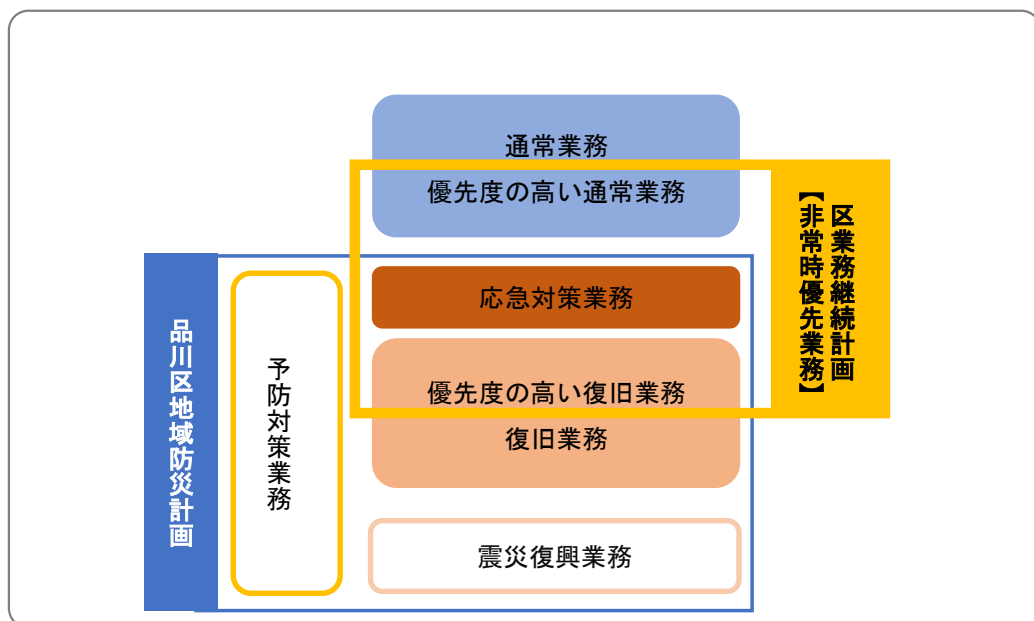 通常業務
優先度の高い通常業務
区業務継続計画
【非常時優先業務】
品川区地域防災計画
予防対策業務
応急対策業務
優先度の高い復旧業務
復旧業務
震災復興業務